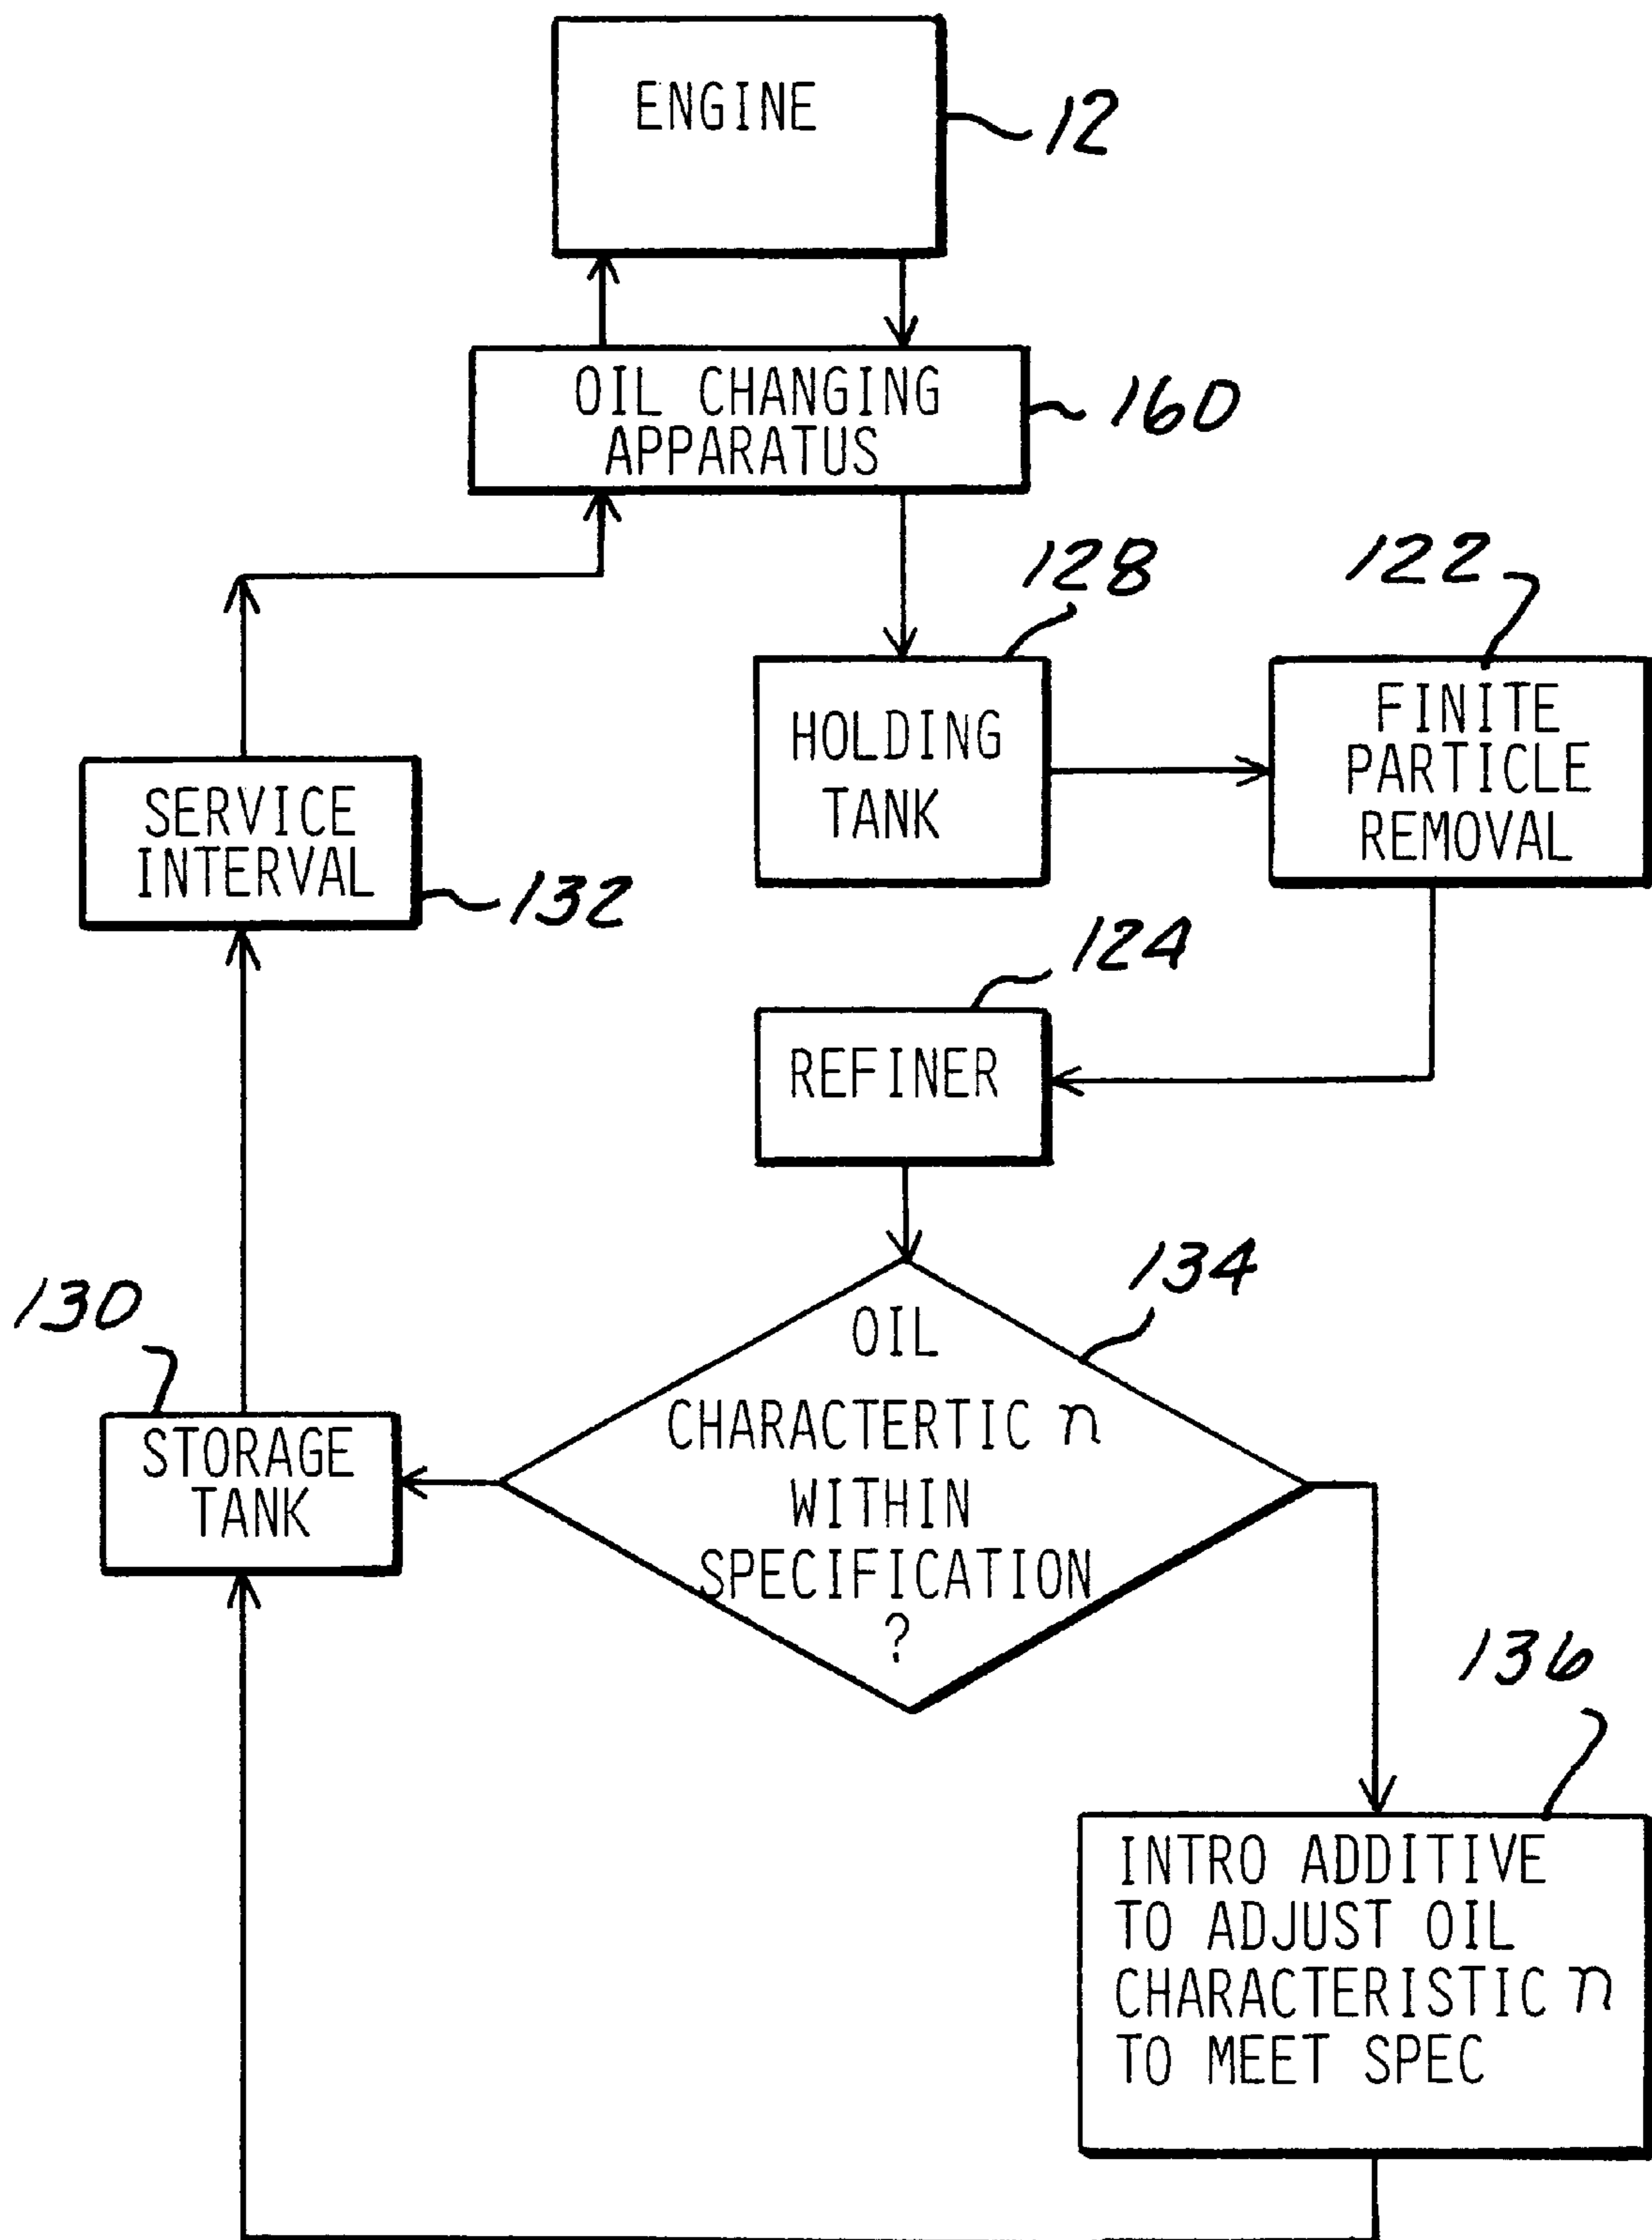 ENGINE
12
OIL CHANGING
APPARATUS
160
128
122
HOLDING
TANK
FINITE
PARTICLE
REMOVAL
SERVICE
INTERVAL
132
124
REFINER
134
130
OIL
CHARACTERTIC n
WITHIN
SPECIFICATION
?
STORAGE
TANK
136
INTRO ADDITIVE
TO ADJUST OIL
CHARACTERISTIC n
TO MEET SPEC